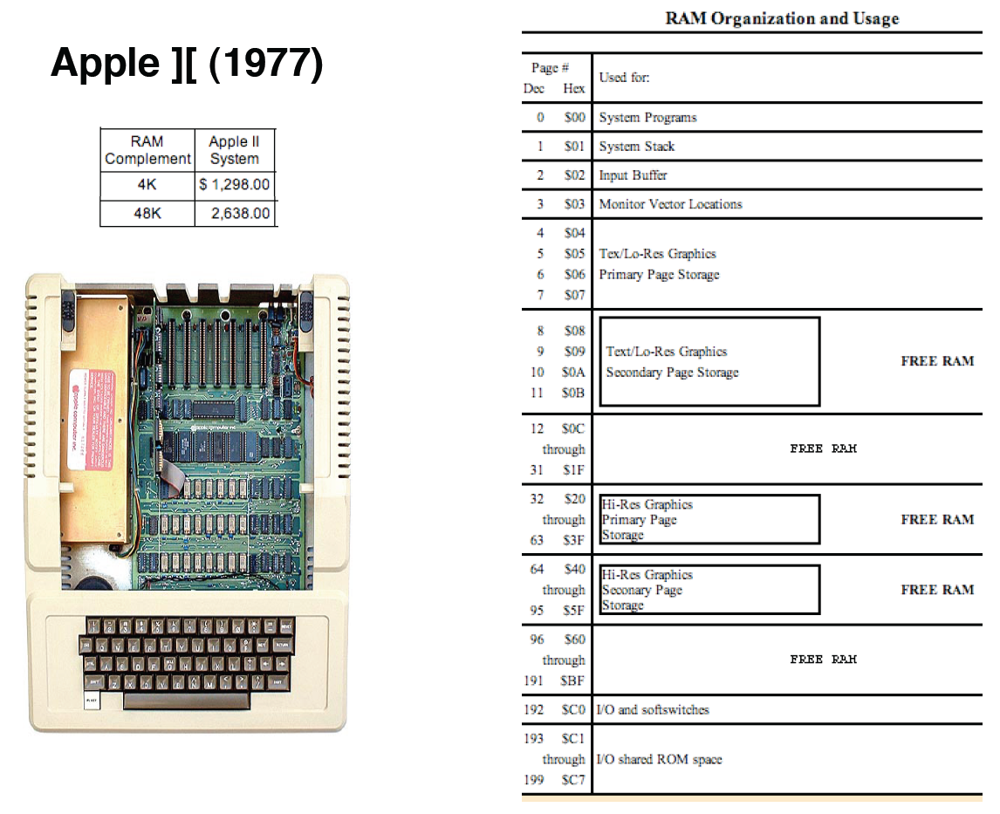 Apple ][ (1977)
RAM Complement Apple II System
4K $ 1,298.00
48K 2,638.00
apple computer inc.
RAM Organization and Usage
Page #
Dec Hex Used for:
0 $00 System Programs
1 $01 System Stack
2 $02 Input Buffer
3 $03 Monitor Vector Locations
4 $04
5 $05 Tex/Lo-Res Graphics
6 $06 Primary Page Storage
7 $07
8 $08
9 $09 Text/Lo-Res Graphics
FREE RAM
10 $0A Secondary Page Storage
11 $0B
12 $0C
through FREE RAM
31 $1F
32 $20 Hi-Res Graphics
through Primary Page FREE RAM
63 $3F Storage
64 $40 Hi-Res Graphics
through Seconary Page FREE RAM
95 $5F Storage
96 $60
through FREE RAM
191 $BF
192 $C0 I/O and softswitches
193 $C1
through I/O shared ROM space
199 $C7